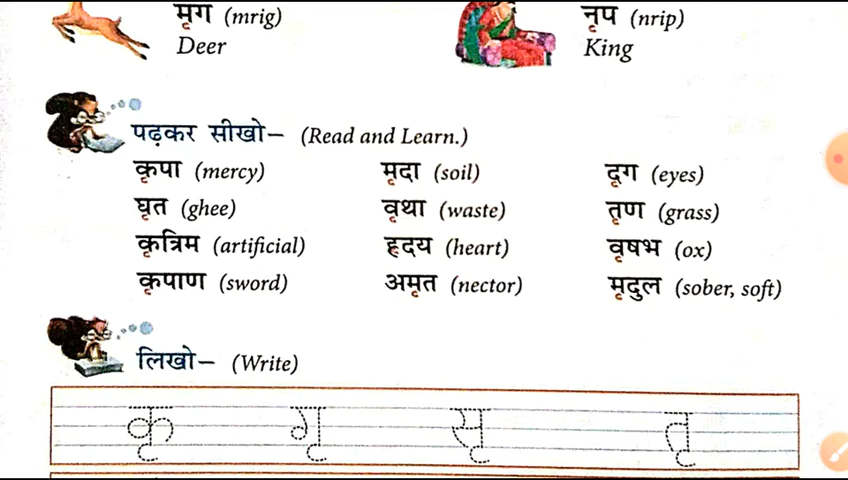 मृग (mrig) नृप (nrip)
Deer King
पढ़कर सीखो– (Read and Learn.)
कृपा (mercy) मृदा (soil) दृग (eyes)
घृत (ghee) वृथा (waste) तृण (grass)
कृत्रिम (artificial) हृदय (heart) वृषभ (ox)
कृपाण (sword) अमृत (nector) मृदुल (sober, soft)
लिखो– (Write)
कृ गृ सृ तृ